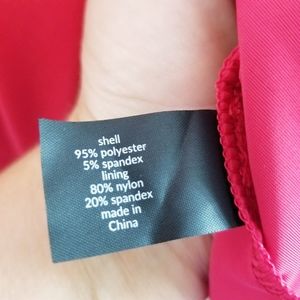 shell
95% polyester
5% spandex
lining
80% nylon
20% spandex
made in
China